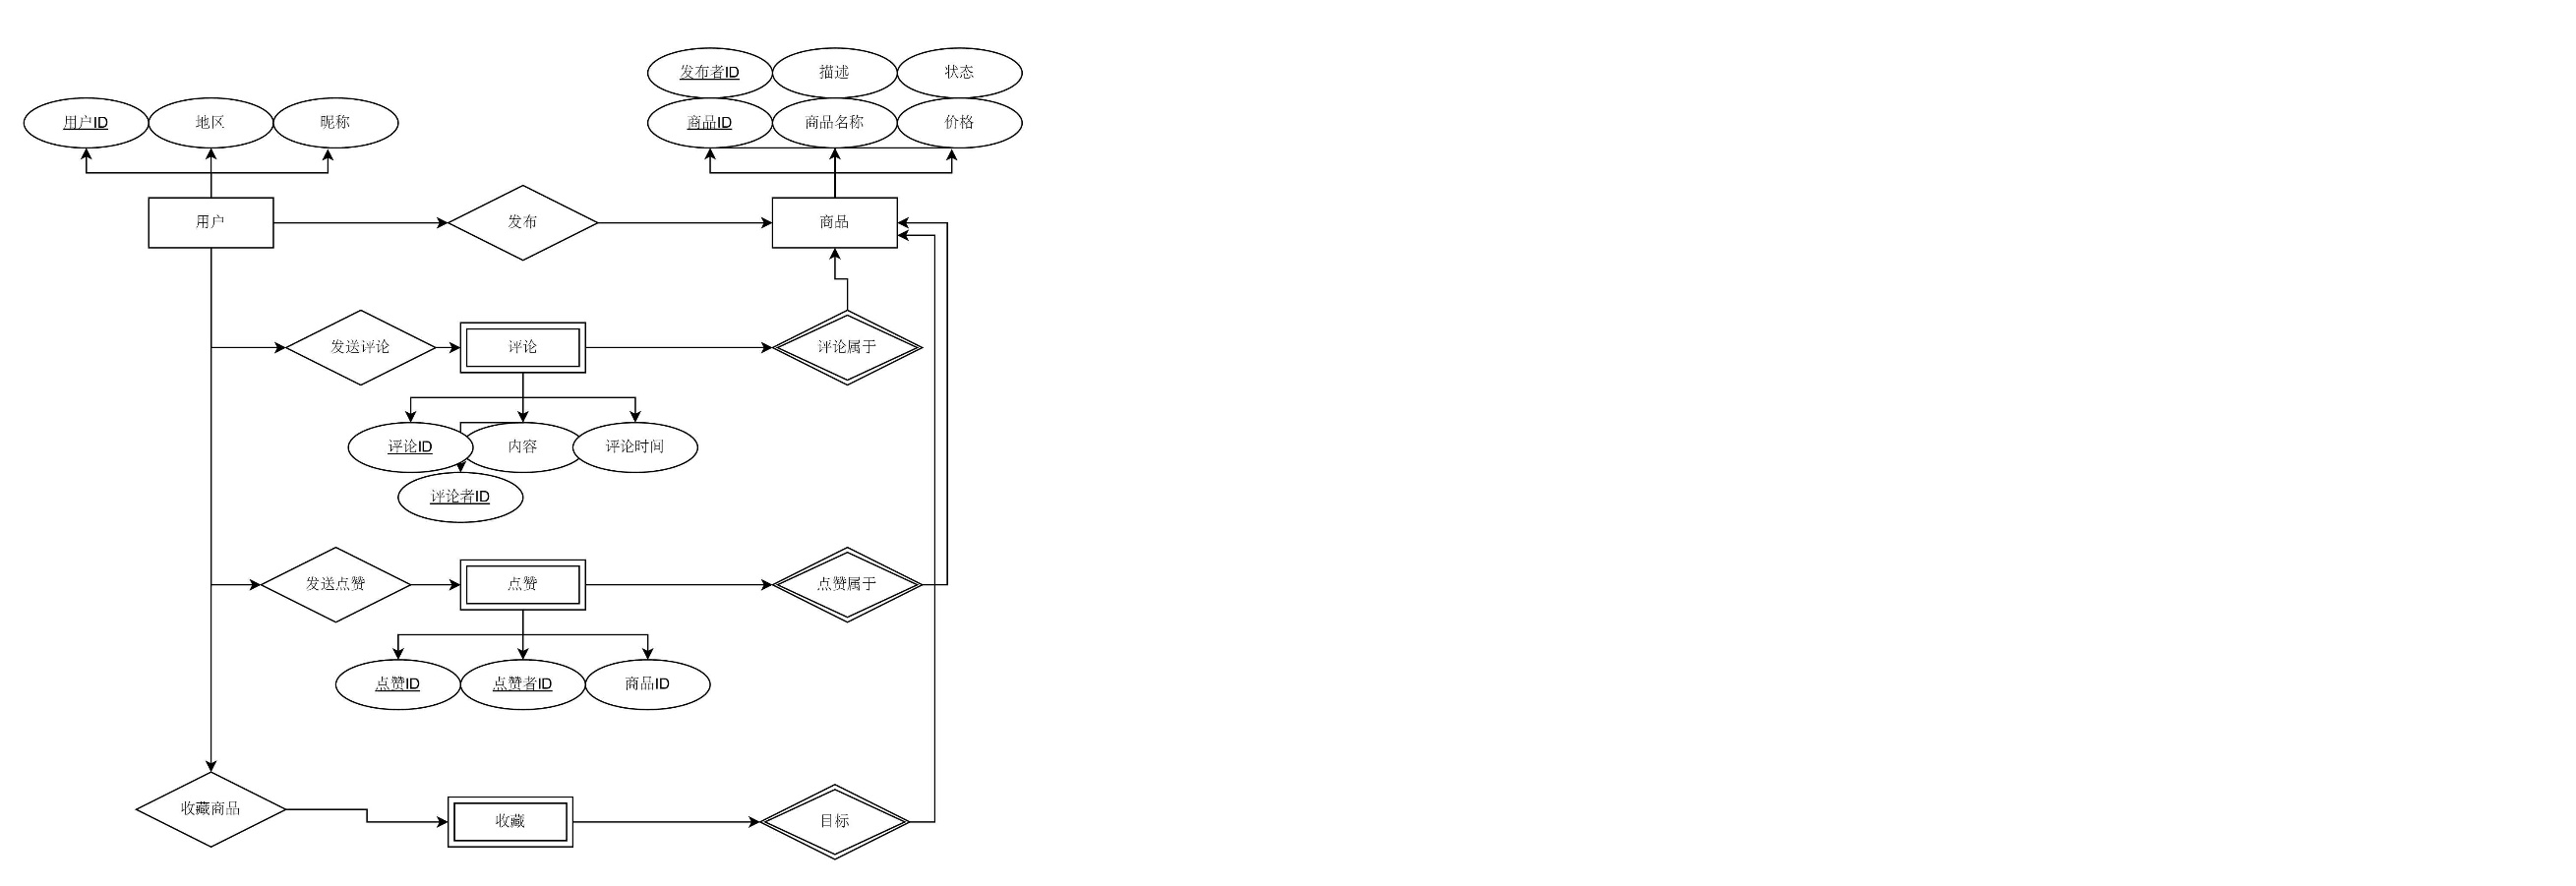 发布者ID
描述
状态
用户ID
地区
昵称
商品ID
商品名称
价格
用户
发布
商品
发送评论
评论
评论属于
评论ID
内容
评论时间
评论者ID
发送点赞
点赞
点赞属于
点赞ID
点赞者ID
商品ID
收藏商品
收藏
目标